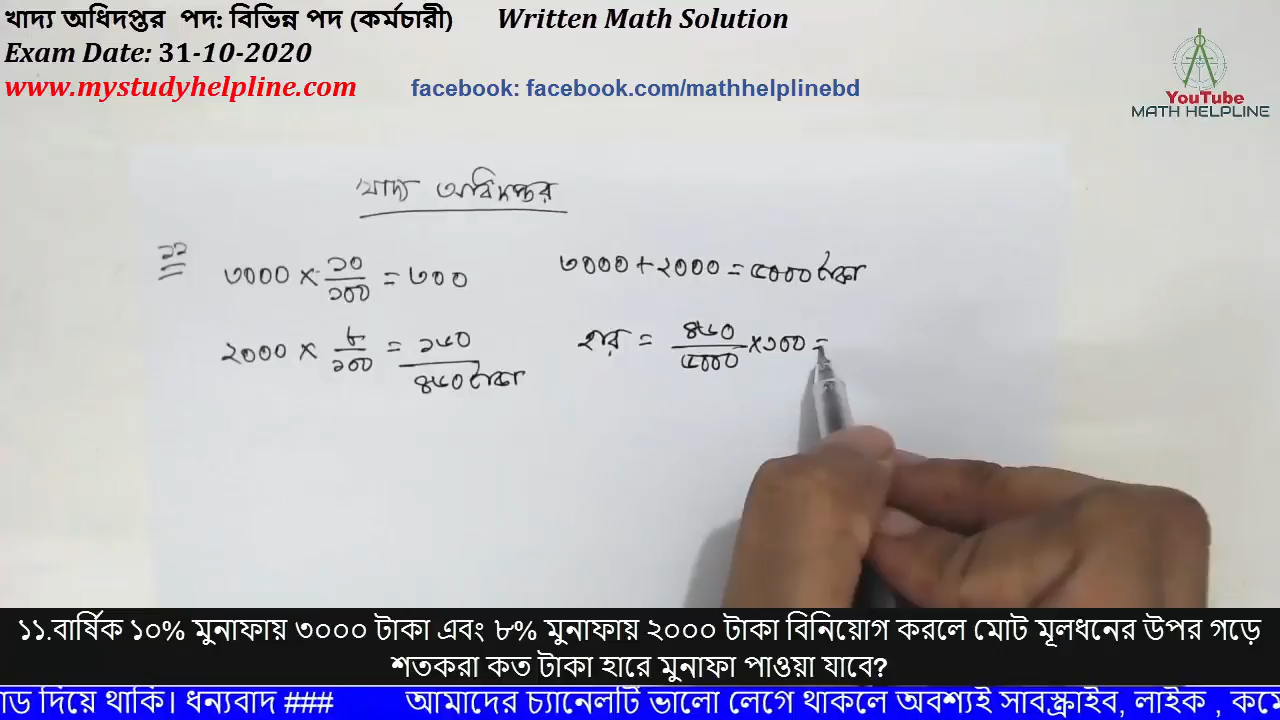 খাদ্য অধিদপ্তর পদ: বিভিন্ন পদ (কর্মচারী) Written Math Solution
Exam Date: 31-10-2020
www.mystudyhelpline.com facebook: facebook.com/mathhelplinebd
YouTube
MATH HELPLINE
খাদ্য অধিদপ্তর
১১
৩০০০ × ১০/১০০ = ৩০০
৩০০০ + ২০০০ = ৫০০০ টাকা
২০০০ × ৮/১০০ = ১৬০
৪৬০ টাকা
হার = ৪৬০/৫০০০ × ১০০ =
১১.বার্ষিক ১০% মুনাফায় ৩০০০ টাকা এবং ৮% মুনাফায় ২০০০ টাকা বিনিয়োগ করলে মোট মূলধনের উপর গড়ে
শতকরা কত টাকা হারে মুনাফা পাওয়া যাবে?
দিয়ে থাকি। ধন্যবাদ ### আমাদের চ্যানেলটি ভালো লেগে থাকলে অবশ্যই সাবস্ক্রাইব, লাইক ,